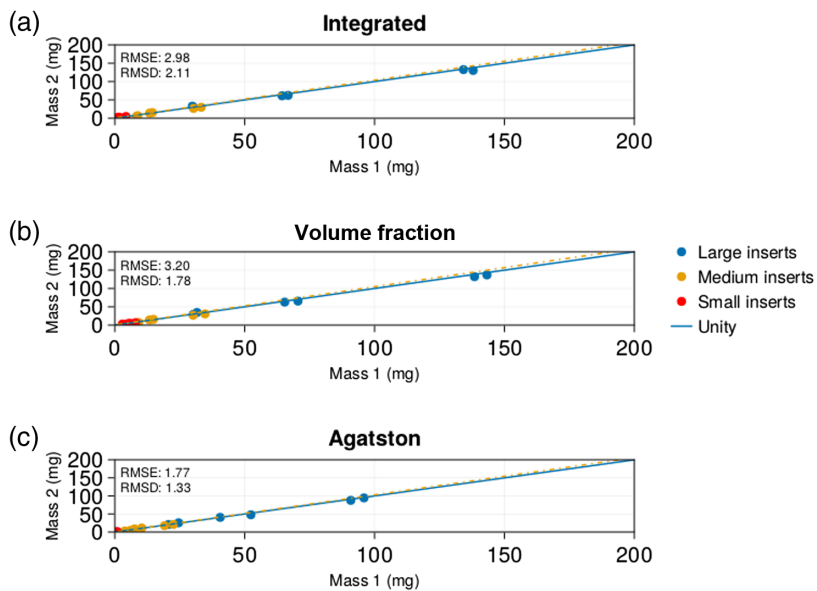 (a)
Integrated
RMSE: 2.98
RMSD: 2.11
Mass 2 (mg)
200
150
100
50
0
0 50 100 150 200
Mass 1 (mg)
(b)
Volume fraction
RMSE: 3.20
RMSD: 1.78
Mass 2 (mg)
200
150
100
50
0
0 50 100 150 200
Mass 1 (mg)
Large inserts
Medium inserts
Small inserts
Unity
(c)
Agatston
RMSE: 1.77
RMSD: 1.33
Mass 2 (mg)
200
150
100
50
0
0 50 100 150 200
Mass 1 (mg)